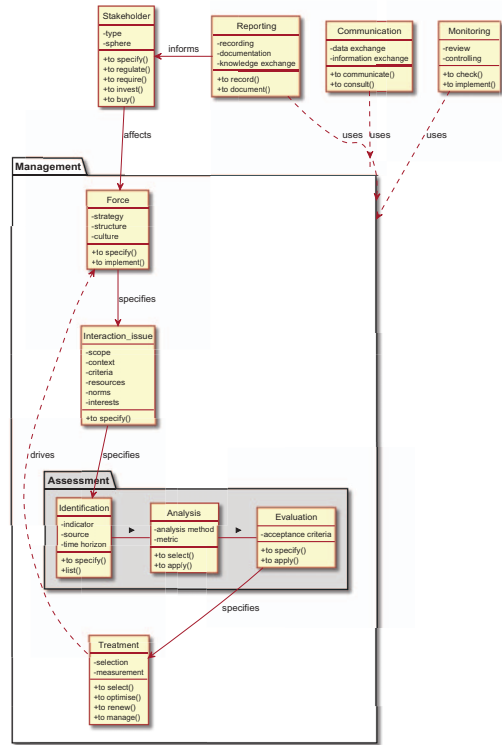 Stakeholder
-type
-sphere
+to specify()
+to regulate()
+to require()
+to invest()
+to buy()
informs
Reporting
-recording
-documentation
-knowledge exchange
+to record()
+to document()
Communication
-data exchange
-information exchange
+to communicate()
+to consult()
Monitoring
-review
-controlling
+to check()
+to implement()
affects
uses
uses
uses
Management
Force
-strategy
-structure
-culture
+to specify()
+to implement()
specifies
Interaction_issue
-scope
-context
-criteria
-resources
-norms
-interests
+to specify()
drives
specifies
Assessment
Identification
-indicator
-source
-time horizon
+to specify()
+list()
Analysis
-analysis method
-metric
+to select()
+to apply()
Evaluation
-acceptance criteria
+to specify()
+to apply()
specifies
Treatment
-selection
-measurement
+to select()
+to optimise()
+to renew()
+to manage()